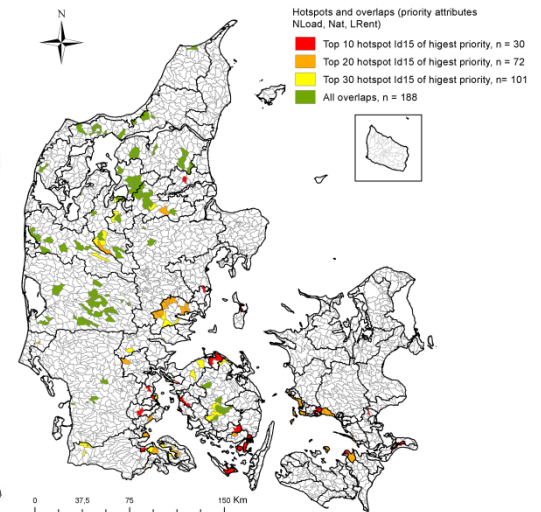 Hotspots and overlaps (priority attributes
NLoad, Nat, LRent)
Top 10 hotspot Id15 of higest priority, n = 30
Top 20 hotspot Id15 of higest priority, n = 72
Top 30 hotspot Id15 of higest priority, n= 101
All overlaps, n = 188
N
0 37,5 75 150 Km